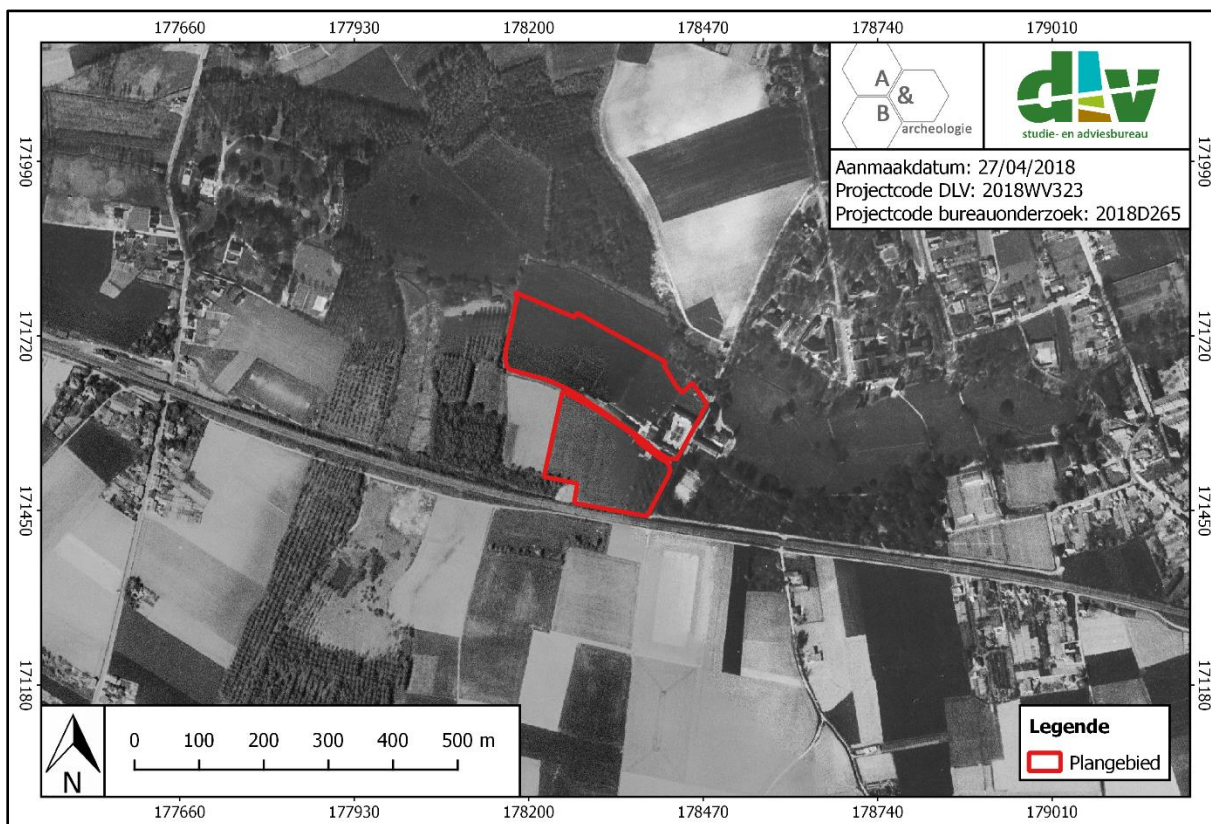 177660 177930 178200 178470 178740 179010
A
&
B
archeologie
dLv
studie- en adviesbureau
Aanmaakdatum: 27/04/2018
Projectcode DLV: 2018WV323
Projectcode bureauonderzoek: 2018D265
171990 171990
171720 171720
171450 171450
171180 171180
N
0 100 200 300 400 500 m
Legende
Plangebied
177660 177930 178200 178470 178740 179010